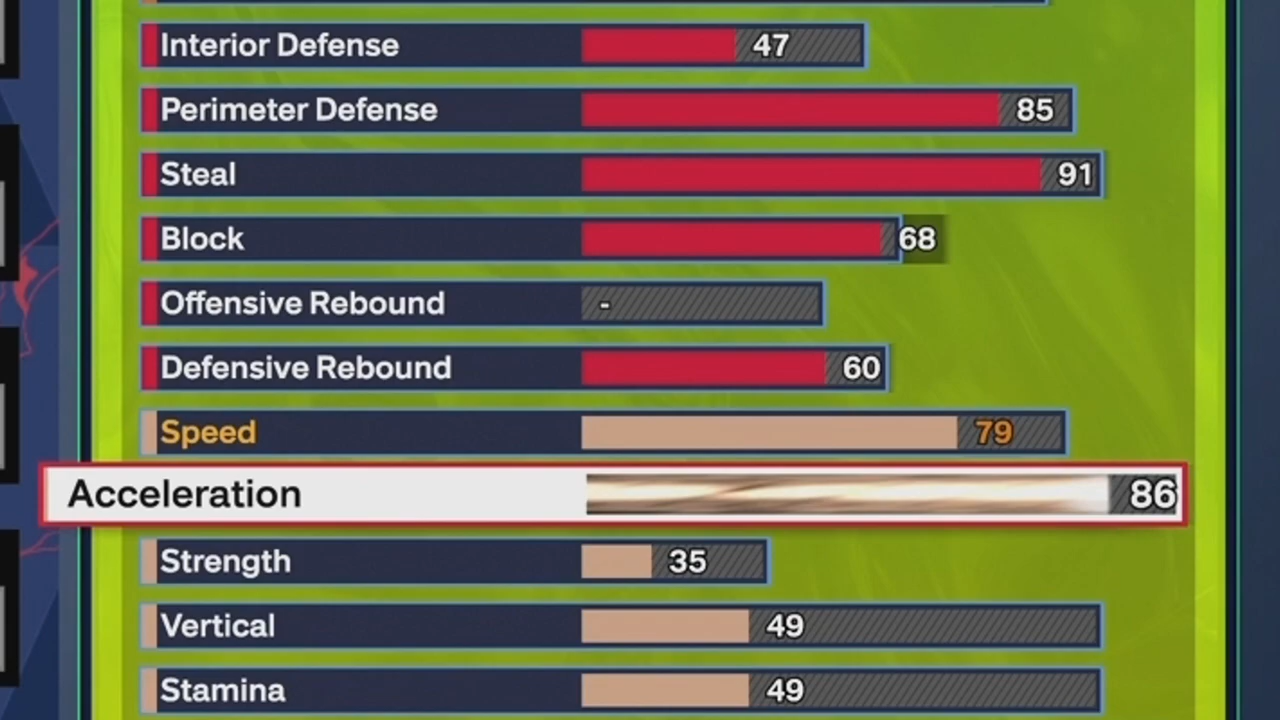 Interior Defense 47
Perimeter Defense 85
Steal 91
Block 68
Offensive Rebound -
Defensive Rebound 60
Speed 79
Acceleration 86
Strength 35
Vertical 49
Stamina 49